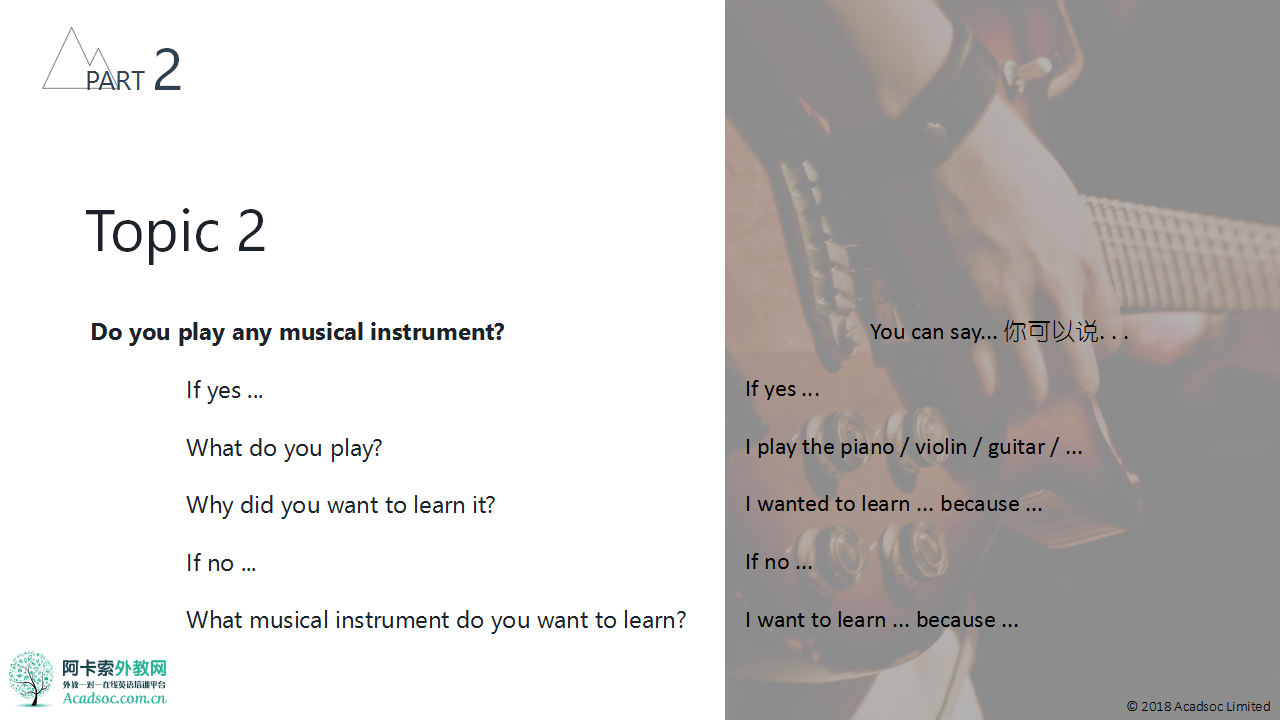 PART 2
Topic 2
Do you play any musical instrument?
If yes ...
What do you play?
Why did you want to learn it?
If no ...
What musical instrument do you want to learn?
You can say... 你可以说...
If yes ...
I play the piano / violin / guitar / ...
I wanted to learn ... because ...
If no ...
I want to learn ... because ...
阿卡索外教网
外教一对一在线英语培训平台
Acadsoc.com.cn
© 2018 Acadsoc Limited